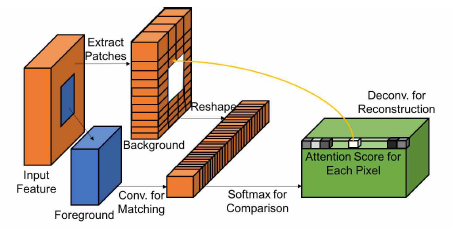 Extract
Patches
Deconv. for
Reconstruction
Reshape
Background
Attention Score for
Each Pixel
Input
Feature
Conv. for
Matching
Softmax for
Comparison
Foreground